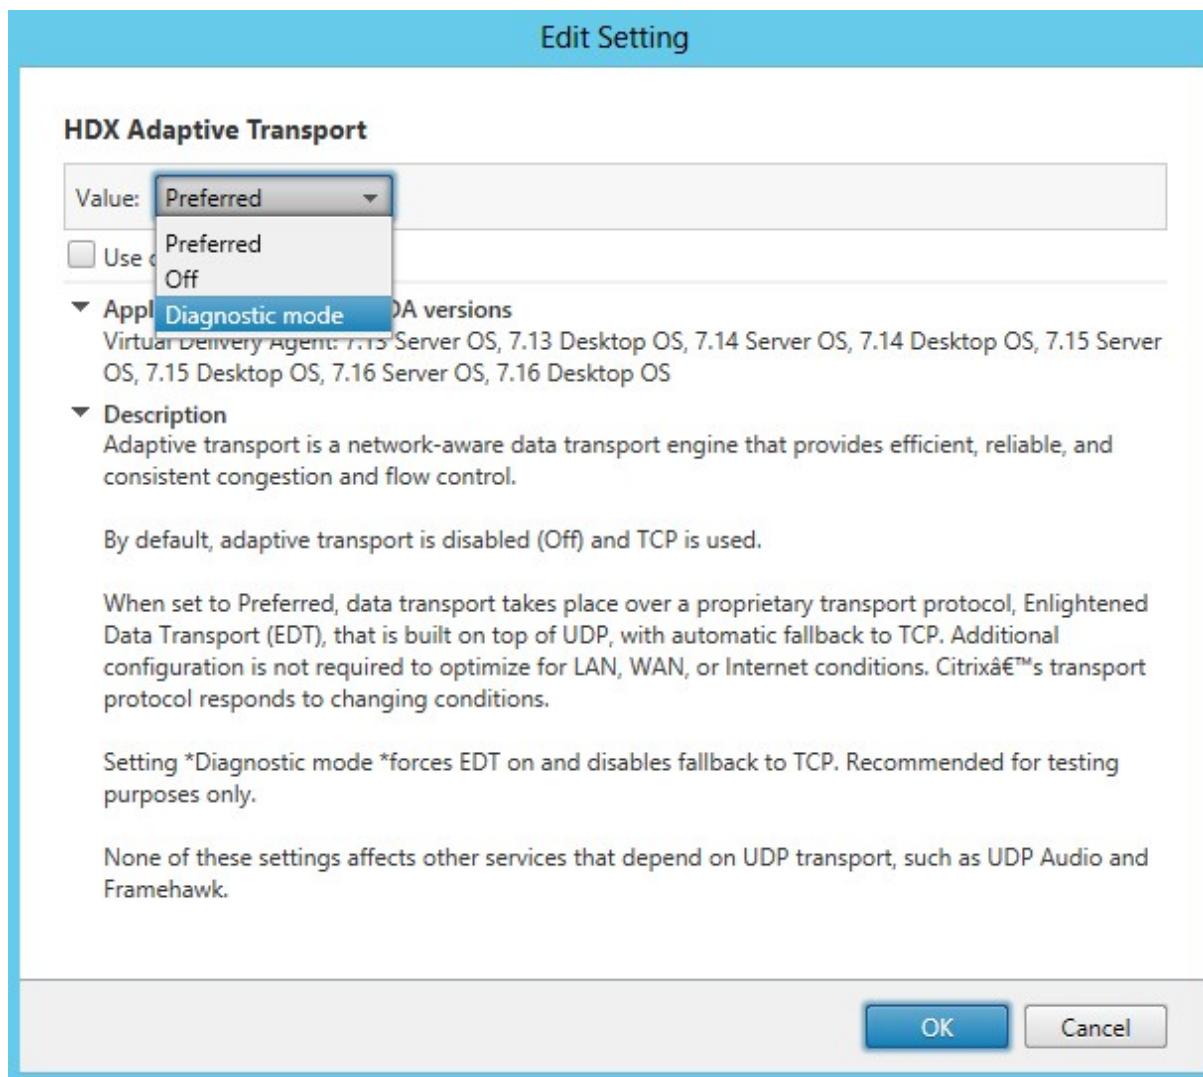 Edit Setting
HDX Adaptive Transport
Value: Preferred
Preferred
Use
Off
Diagnostic mode
versions
Virtual Delivery Agent: 7.13 Server OS, 7.13 Desktop OS, 7.14 Server OS, 7.14 Desktop OS, 7.15 Server
OS, 7.15 Desktop OS, 7.16 Server OS, 7.16 Desktop OS
Description
Adaptive transport is a network-aware data transport engine that provides efficient, reliable, and
consistent congestion and flow control.
By default, adaptive transport is disabled (Off) and TCP is used.
When set to Preferred, data transport takes place over a proprietary transport protocol, Enlightened
Data Transport (EDT), that is built on top of UDP, with automatic fallback to TCP. Additional
configuration is not required to optimize for LAN, WAN, or Internet conditions. Citrixâ€™s transport
protocol responds to changing conditions.
Setting *Diagnostic mode *forces EDT on and disables fallback to TCP. Recommended for testing
purposes only.
None of these settings affects other services that depend on UDP transport, such as UDP Audio and
Framehawk.
OK Cancel